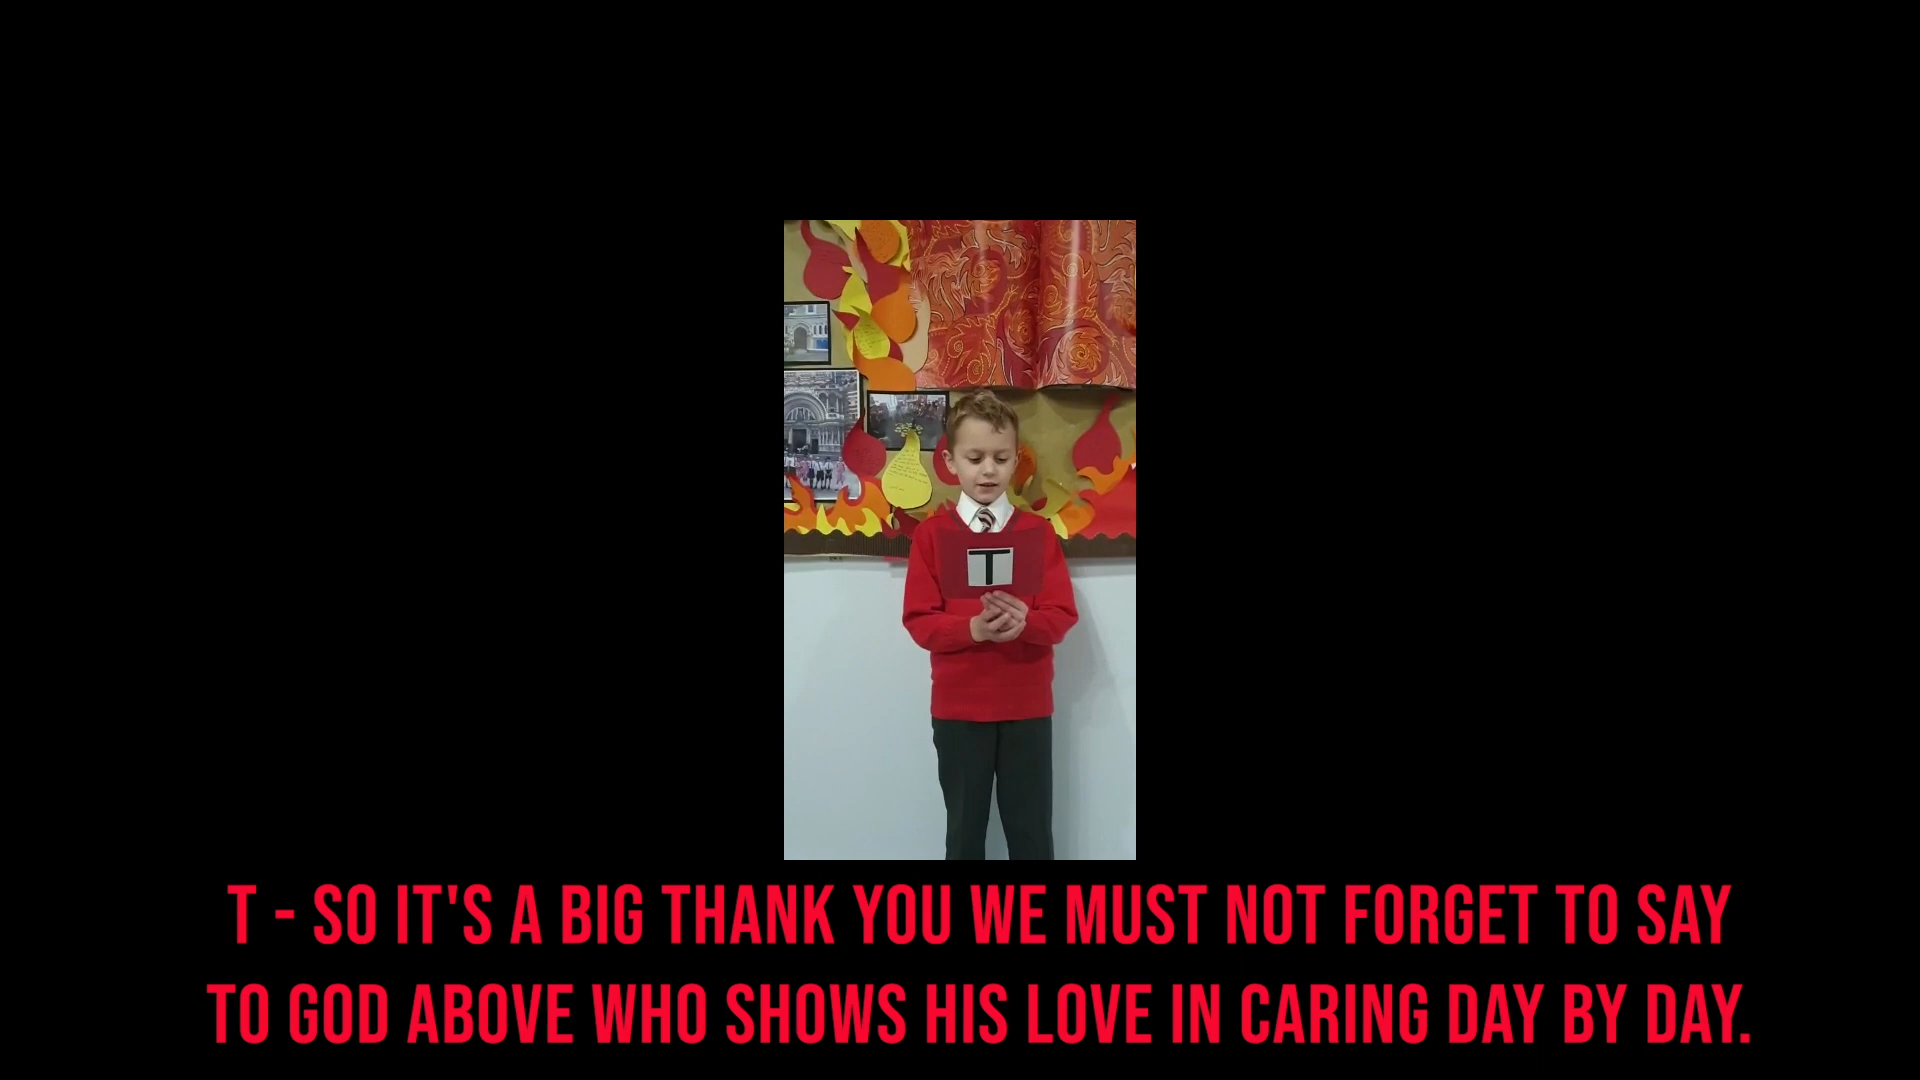 T
T - SO IT'S A BIG THANK YOU WE MUST NOT FORGET TO SAY
TO GOD ABOVE WHO SHOWS HIS LOVE IN CARING DAY BY DAY.